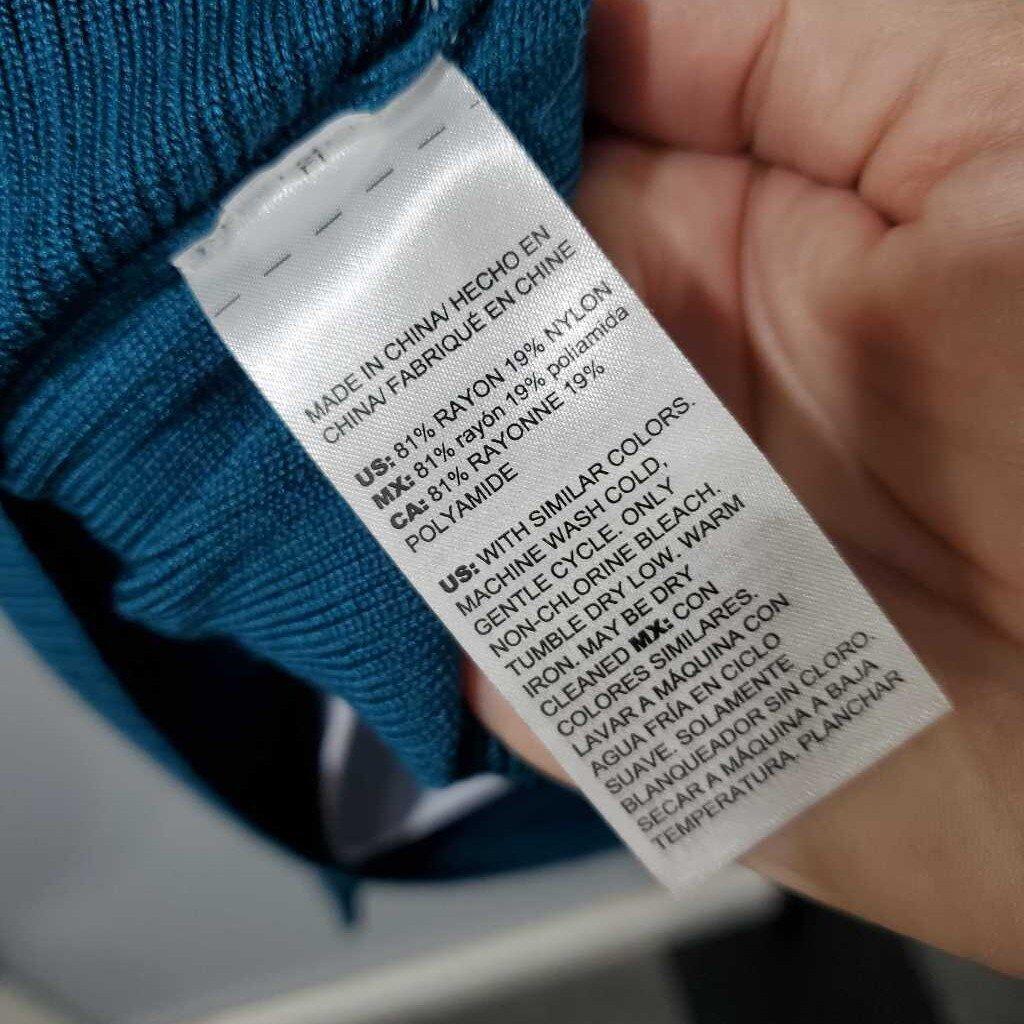 F1
MADE IN CHINA/ HECHO EN
CHINA/ FABRIQUÉ EN CHINE
US: 81% RAYON 19% NYLON
MX: 81% rayón 19% poliamida
CA: 81% RAYONNE 19%
POLYAMIDE
US: WITH SIMILAR COLORS.
MACHINE WASH COLD,
GENTLE CYCLE. ONLY
NON-CHLORINE BLEACH.
TUMBLE DRY LOW. WARM
IRON. MAY BE DRY
CLEANED MX: CON
COLORES SIMILARES.
LAVAR A MÁQUINA CON
AGUA FRÍA EN CICLO
SUAVE. SOLAMENTE
BLANQUEADOR SIN CLORO.
SECAR A MÁQUINA A BAJA
TEMPERATURA. PLANCHAR